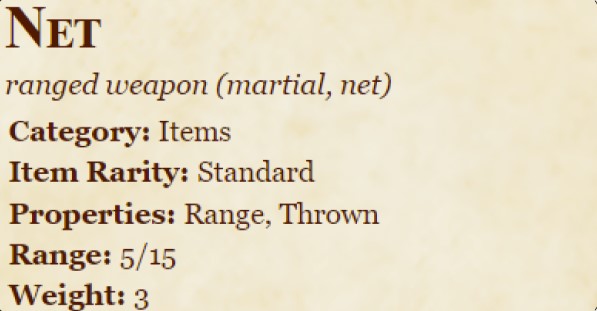 NET
ranged weapon (martial, net)
Category: Items
Item Rarity: Standard
Properties: Range, Thrown
Range: 5/15
Weight: 3